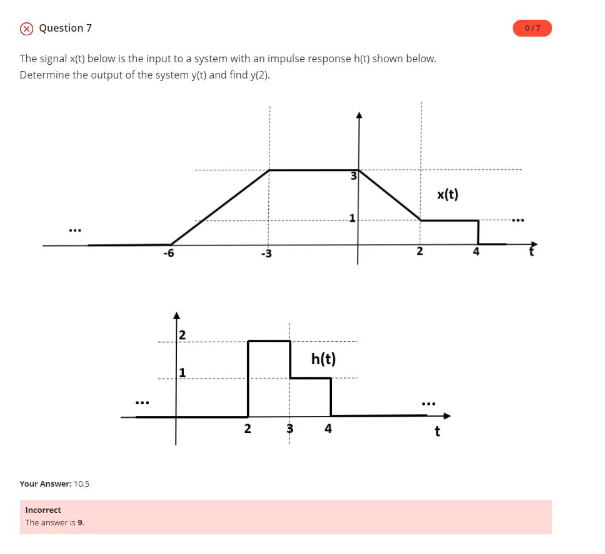 Question 7
0 / 7
The signal x(t) below is the input to a system with an impulse response h(t) shown below.
Determine the output of the system y(t) and find y(2).
3
x(t)
1
...
...
-6
-3
2
4
t
2
h(t)
1
...
...
2
3
4
t
Your Answer: 10.5
Incorrect
The answer is 9.